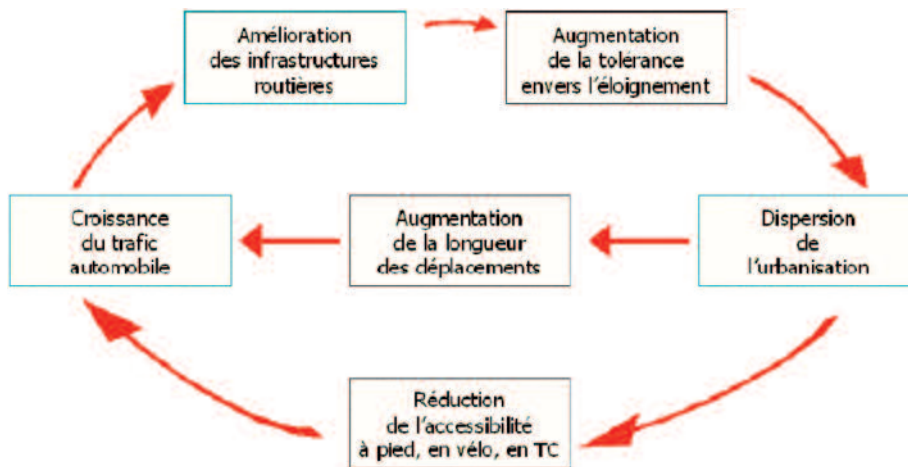 Amélioration
des infrastructures
routières
Augmentation
de la tolérance
envers l'éloignement
Croissance
du trafic
automobile
Augmentation
de la longueur
des déplacements
Dispersion
de
l'urbanisation
Réduction
de l'accessibilité
à pied, en vélo, en TC